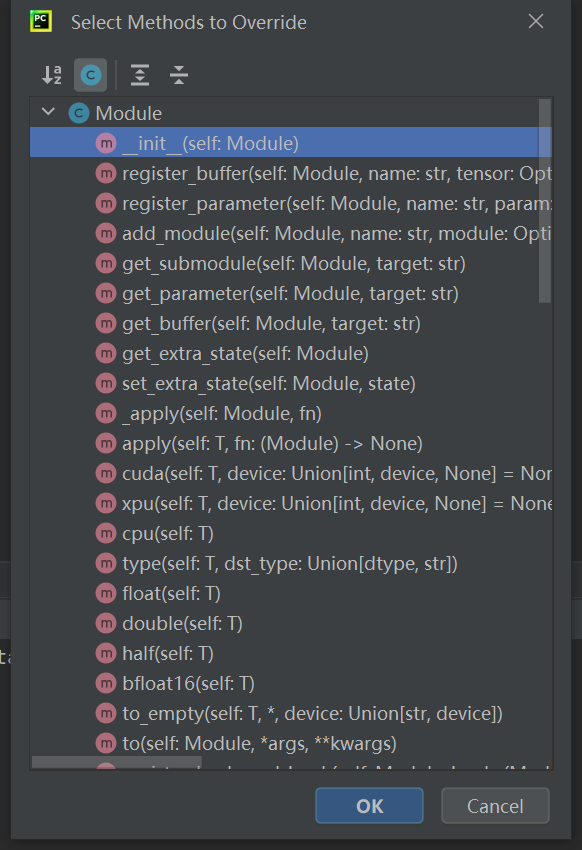 PC
Select Methods to Override
Module
__init__(self: Module)
register_buffer(self: Module, name: str, tensor: Opt
register_parameter(self: Module, name: str, param:
add_module(self: Module, name: str, module: Opti
get_submodule(self: Module, target: str)
get_parameter(self: Module, target: str)
get_buffer(self: Module, target: str)
get_extra_state(self: Module)
set_extra_state(self: Module, state)
_apply(self: Module, fn)
apply(self: T, fn: (Module) -> None)
cuda(self: T, device: Union[int, device, None] = Non
xpu(self: T, device: Union[int, device, None] = None
cpu(self: T)
type(self: T, dst_type: Union[dtype, str])
float(self: T)
double(self: T)
half(self: T)
bfloat16(self: T)
to_empty(self: T, *, device: Union[str, device])
to(self: Module, *args, **kwargs)
OK
Cancel